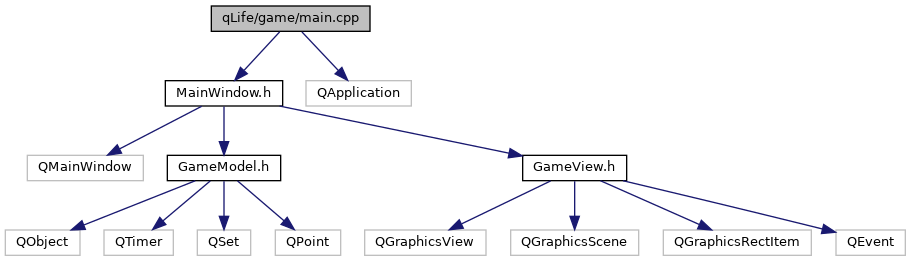 qLife/game/main.cpp
MainWindow.h
QApplication
QMainWindow
GameModel.h
GameView.h
QObject
QTimer
QSet
QPoint
QGraphicsView
QGraphicsScene
QGraphicsRectItem
QEvent